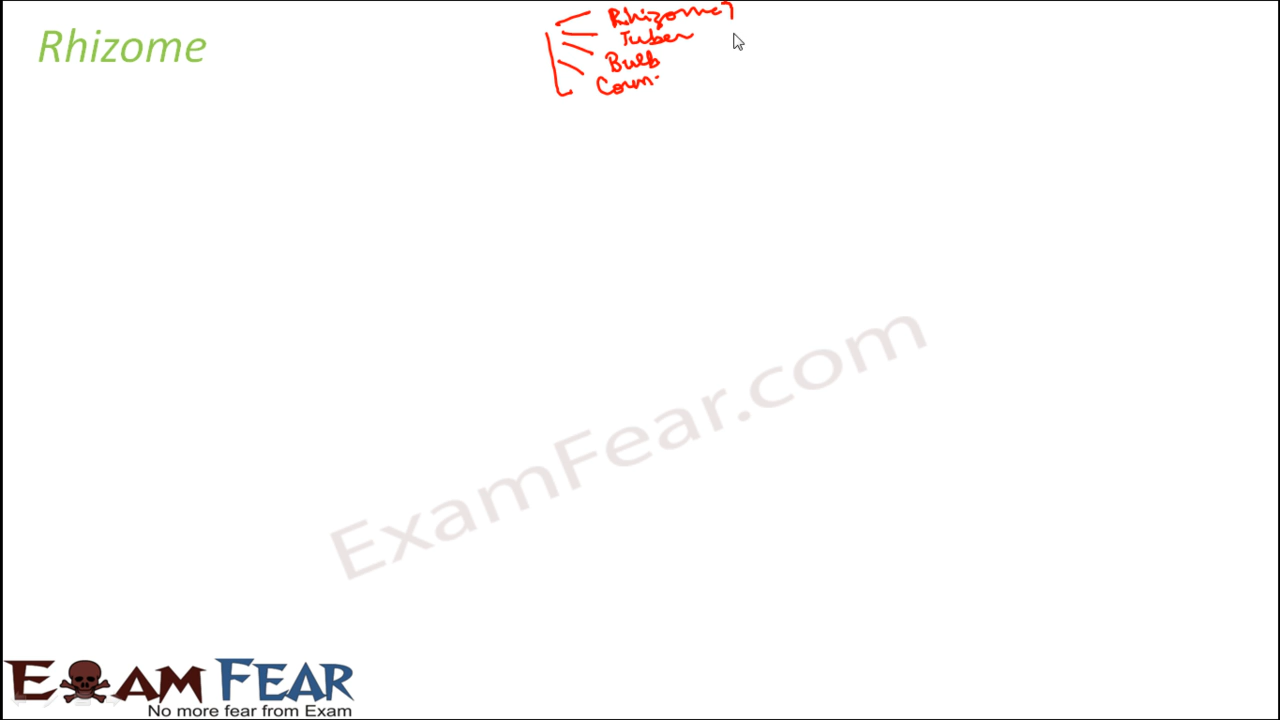 Rhizome
Rhizome
Tuber
Bulb
Corm.
ExamFear.com
EXAM FEAR
No more fear from Exam